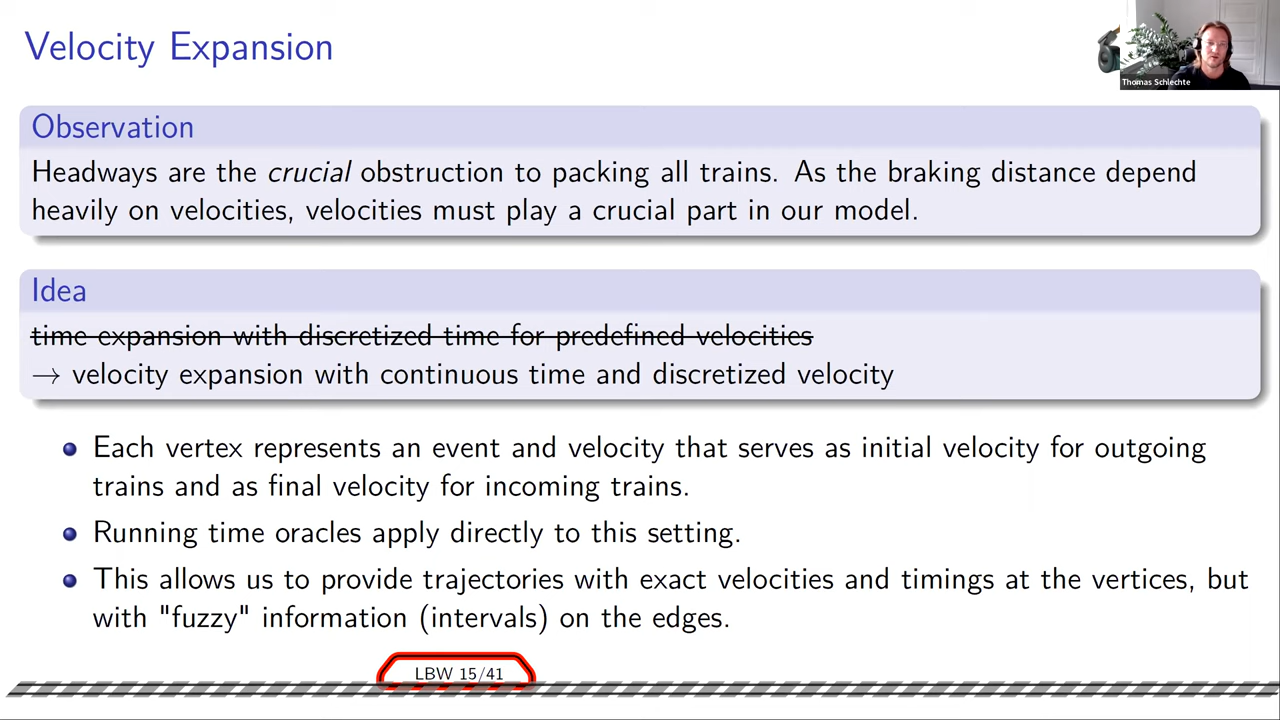 Velocity Expansion
Thomas Schlechte
Observation
Headways are the crucial obstruction to packing all trains. As the braking distance depend
heavily on velocities, velocities must play a crucial part in our model.
Idea
time expansion with discretized time for predefined velocities
→ velocity expansion with continuous time and discretized velocity
Each vertex represents an event and velocity that serves as initial velocity for outgoing
trains and as final velocity for incoming trains.
Running time oracles apply directly to this setting.
This allows us to provide trajectories with exact velocities and timings at the vertices, but
with "fuzzy" information (intervals) on the edges.
LBW 15/41